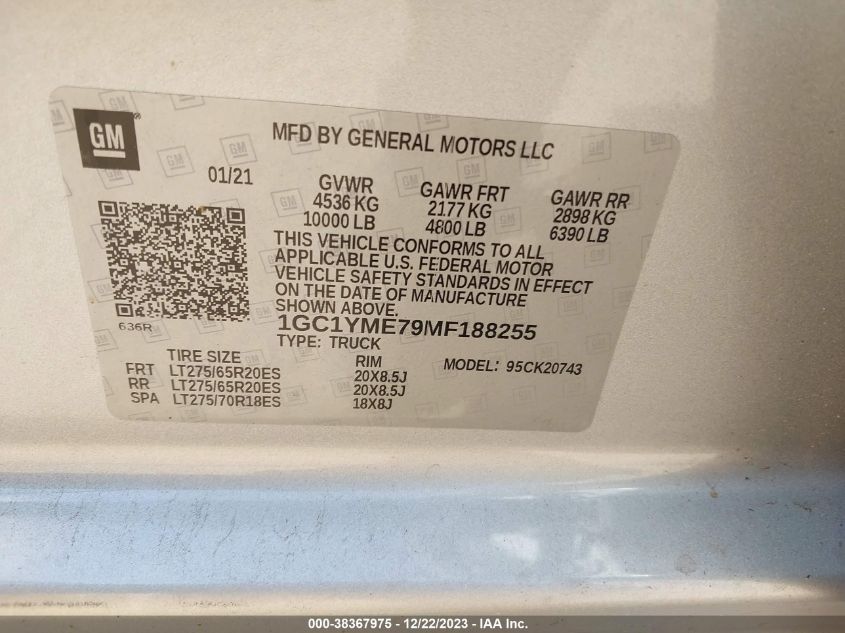 GM
MFD BY GENERAL MOTORS LLC
01/21
GVWR GAWR FRT GAWR RR
4536 KG 2177 KG 2898 KG
10000 LB 4800 LB 6390 LB
THIS VEHICLE CONFORMS TO ALL
APPLICABLE U.S. FEDERAL MOTOR
VEHICLE SAFETY STANDARDS IN EFFECT
ON THE DATE OF MANUFACTURE
SHOWN ABOVE.
636R
1GC1YME79MF188255
TYPE: TRUCK
TIRE SIZE RIM MODEL: 95CK20743
FRT LT275/65R20ES 20X8.5J
RR LT275/65R20ES 20X8.5J
SPA LT275/70R18ES 18X8J
000-38367975 - 12/22/2023 - IAA Inc.